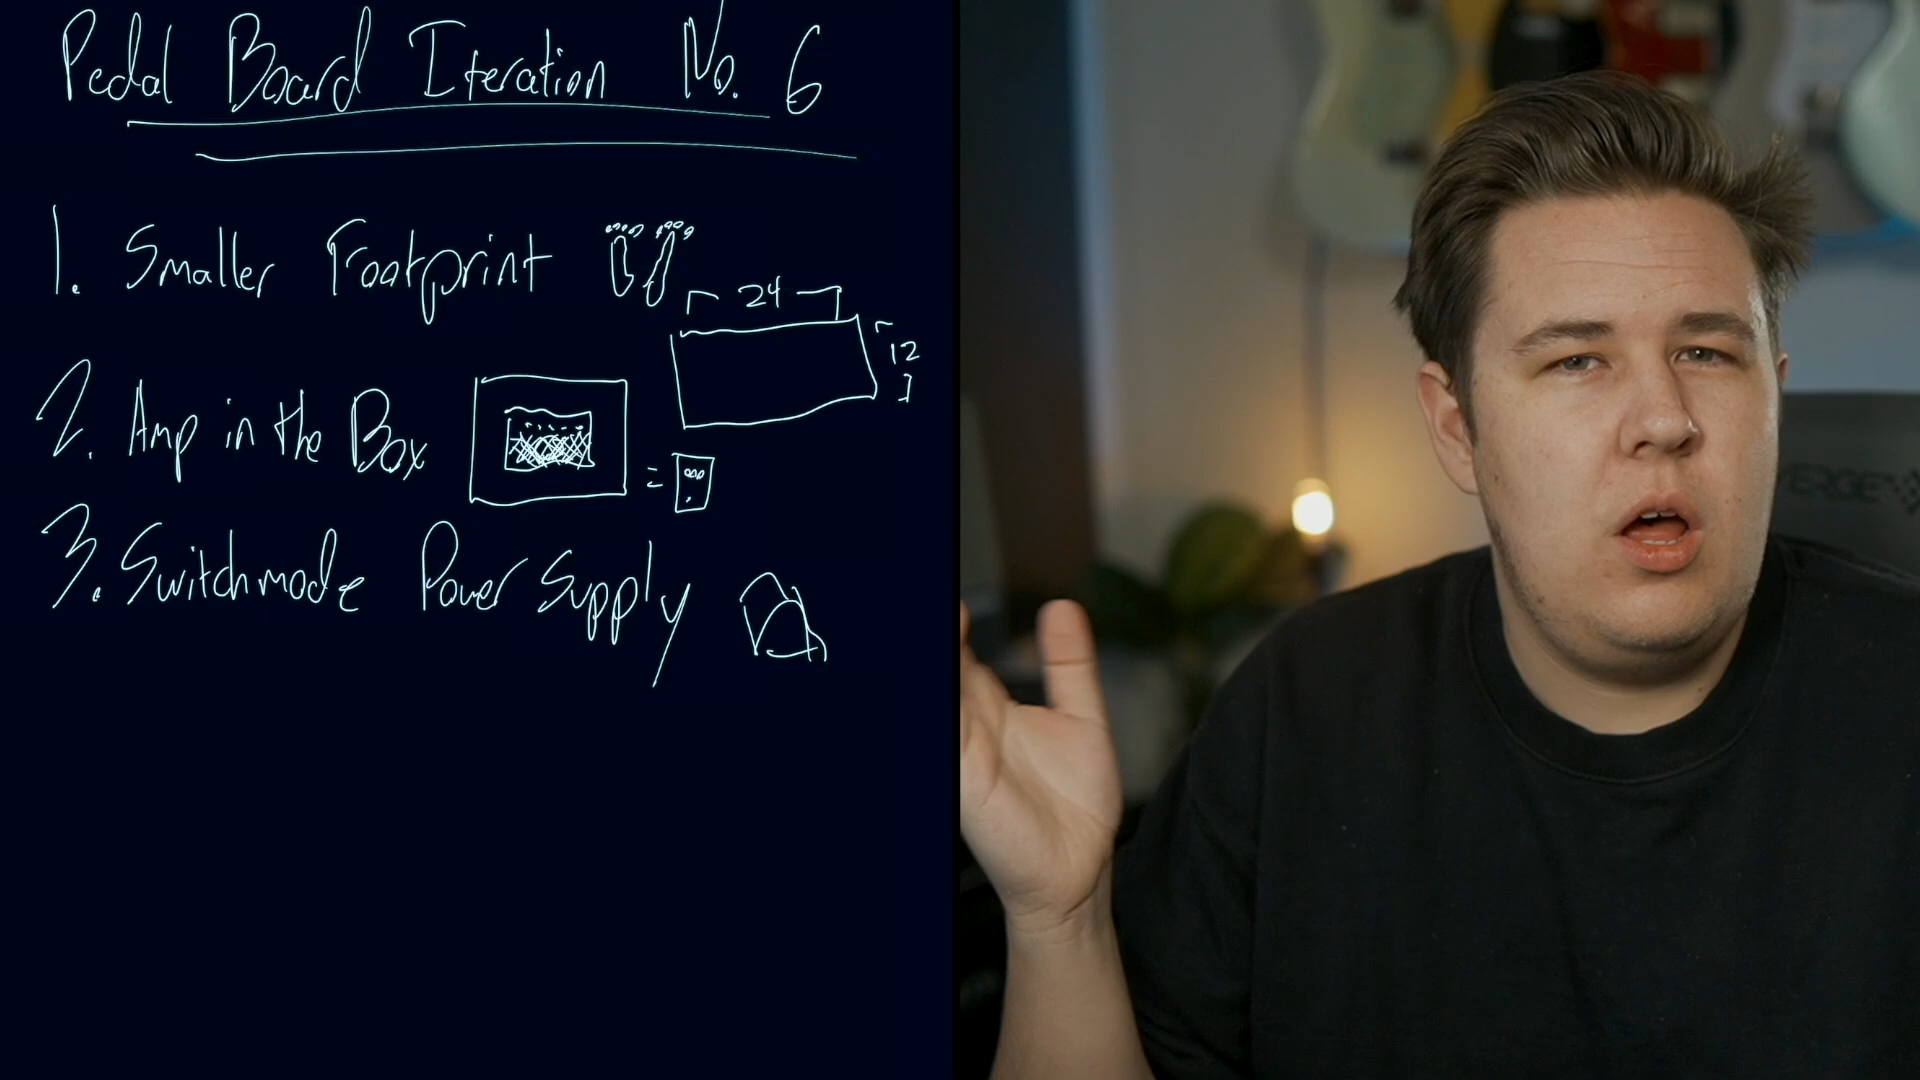 Pedal Board Iteration No. 6
1. Smaller Footprint
24
12
2. Amp in the Box
=
3. Switchmode Power Supply